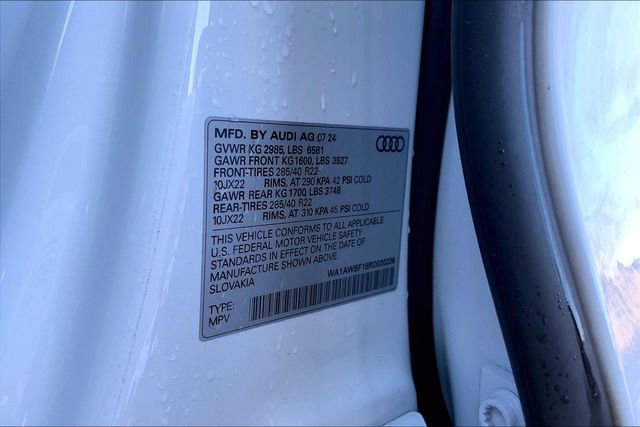 MFD. BY AUDI AG 07 24
GVWR KG 2985, LBS 6581
GAWR FRONT KG 1600, LBS 3527
FRONT-TIRES 285/40 R22
10JX22 RIMS, AT 290 KPA 42 PSI COLD
GAWR REAR KG 1700, LBS 3748
REAR-TIRES 285/40 R22
10JX22 RIMS, AT 310 KPA 45 PSI COLD
THIS VEHICLE CONFORMS TO ALL APPLICABLE
U.S. FEDERAL MOTOR VEHICLE SAFETY
STANDARDS IN EFFECT ON THE DATE OF
MANUFACTURE SHOWN ABOVE.
SLOVAKIA
WA1AWBF18RD020238
TYPE:
MPV